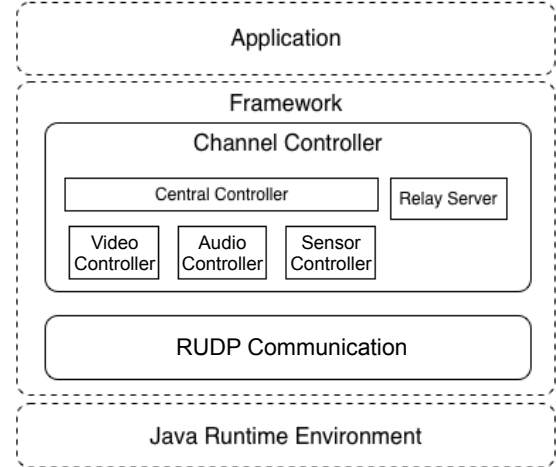 Application
Framework
Channel Controller
Central Controller
Relay Server
Video
Controller
Audio
Controller
Sensor
Controller
RUDP Communication
Java Runtime Environment